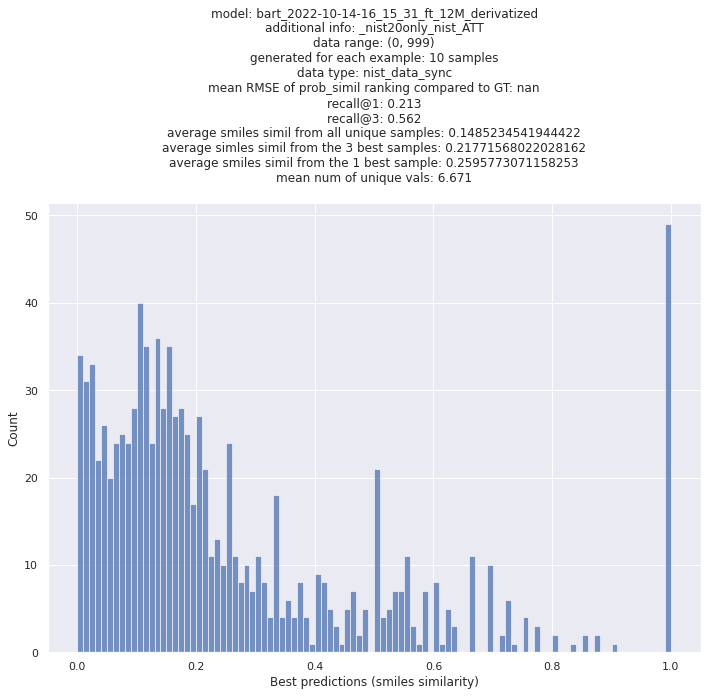 model: bart_2022-10-14-16_15_31_ft_12M_derivatized
additional info: _nist20only_nist_ATT
data range: (0, 999)
generated for each example: 10 samples
data type: nist_data_sync
mean RMSE of prob_simil ranking compared to GT: nan
recall@1: 0.213
recall@3: 0.562
average smiles simil from all unique samples: 0.1485234541944422
average simles simil from the 3 best samples: 0.21771568022028162
average smiles simil from the 1 best sample: 0.2595773071158253
mean num of unique vals: 6.671
50
40
30
20
10
0
Count
0.0 0.2 0.4 0.6 0.8 1.0
Best predictions (smiles similarity)